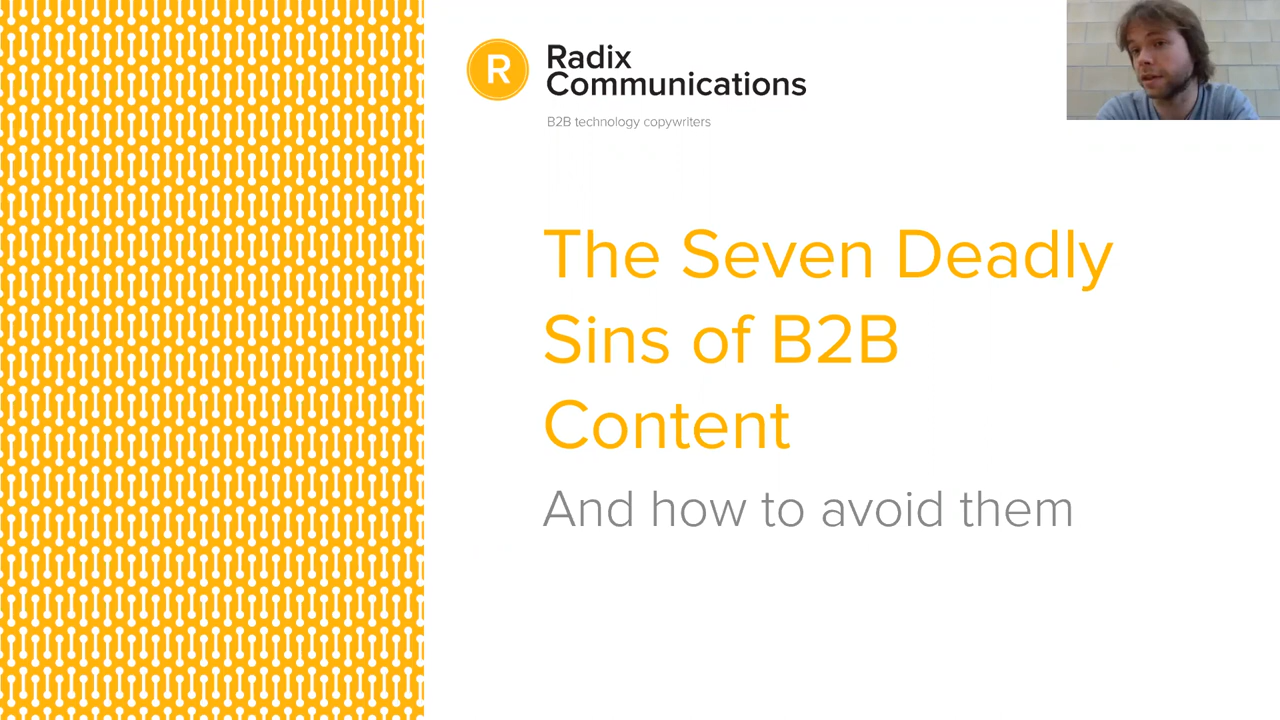 R
Radix
Communications
B2B technology copywriters
The Seven Deadly
Sins of B2B
Content
And how to avoid them